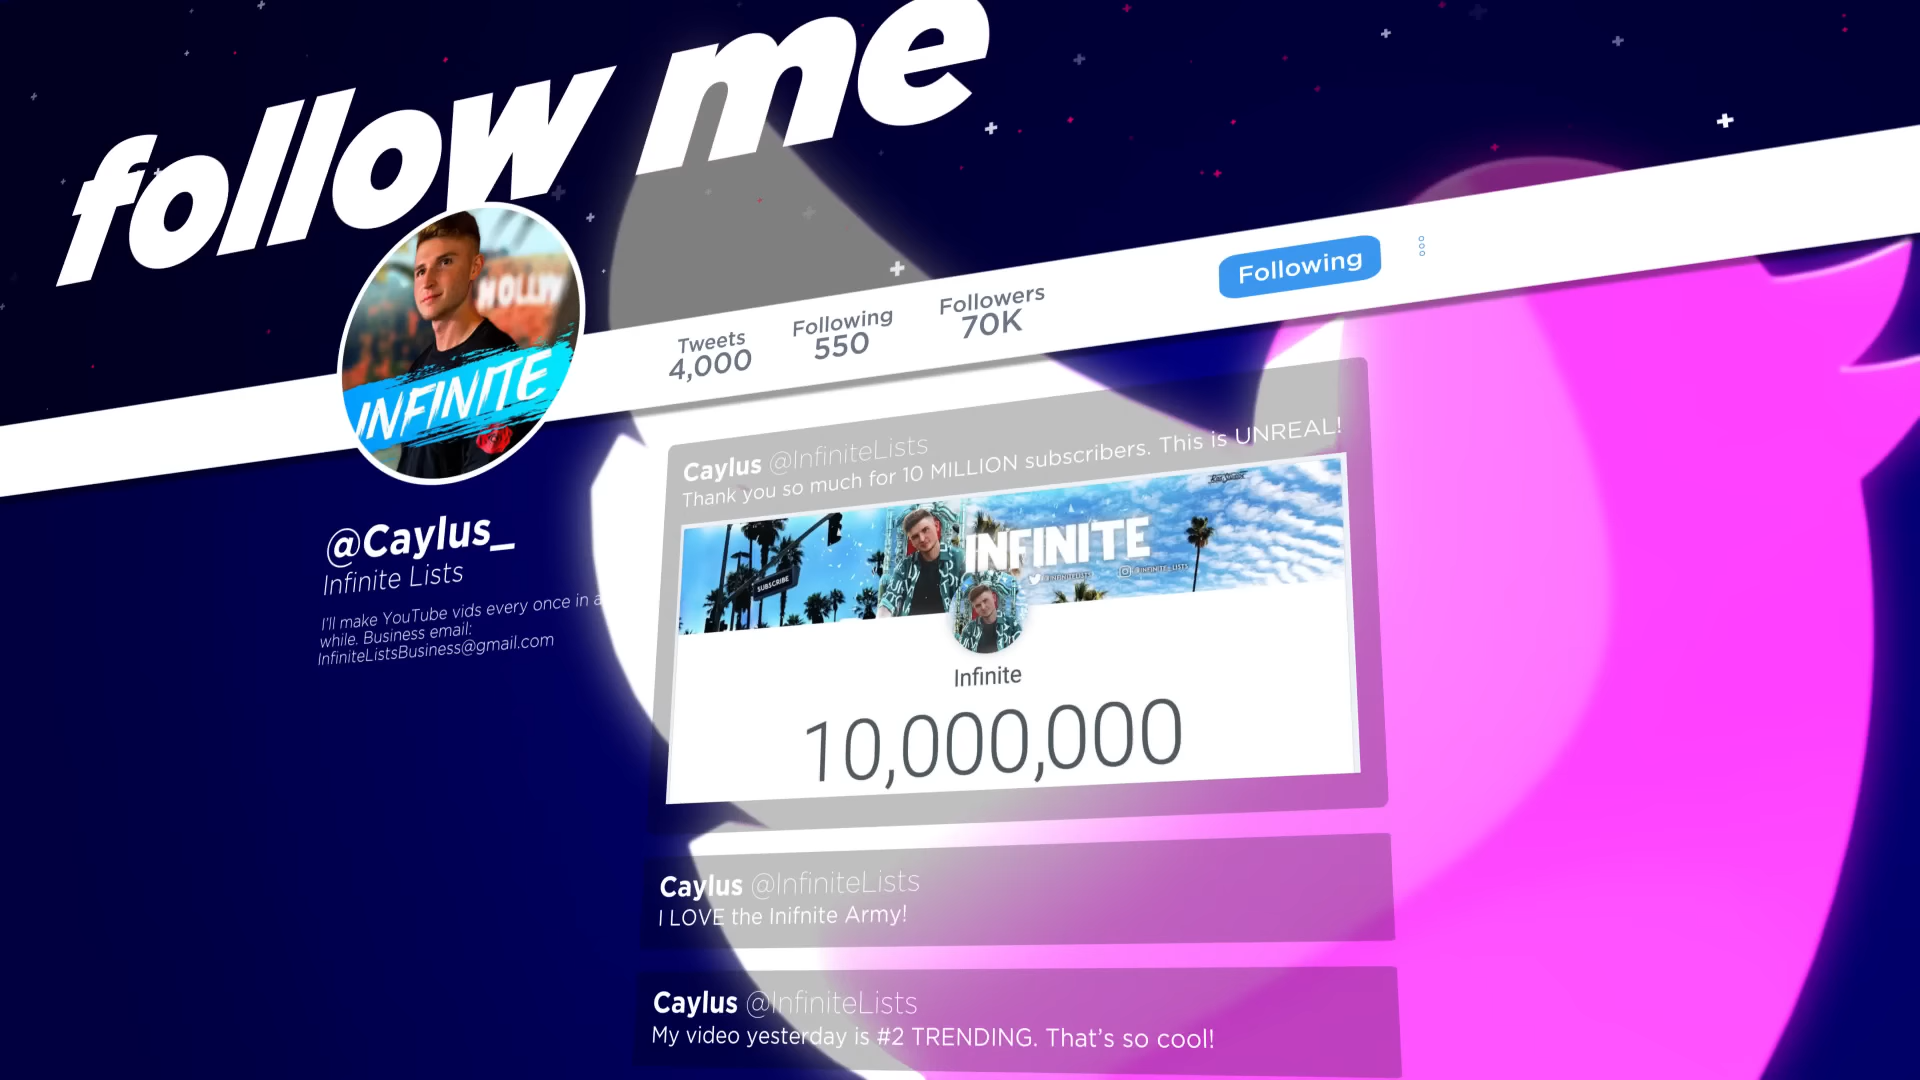 follow me
HOLLYW
INFINITE
Tweets
4,000
Following
550
Followers
70K
Following
@Caylus_
Infinite Lists
I'll make YouTube vids every once in a
while. Business email:
InfiniteListsBusiness@gmail.com
Caylus @InfiniteLists
Thank you so much for 10 MILLION subscribers. This is UNREAL!
SUBSCRIBE
INFINITE
Infinite
10,000,000
Caylus @InfiniteLists
I LOVE the Inifnite Army!
Caylus @InfiniteLists
My video yesterday is #2 TRENDING. That's so cool!